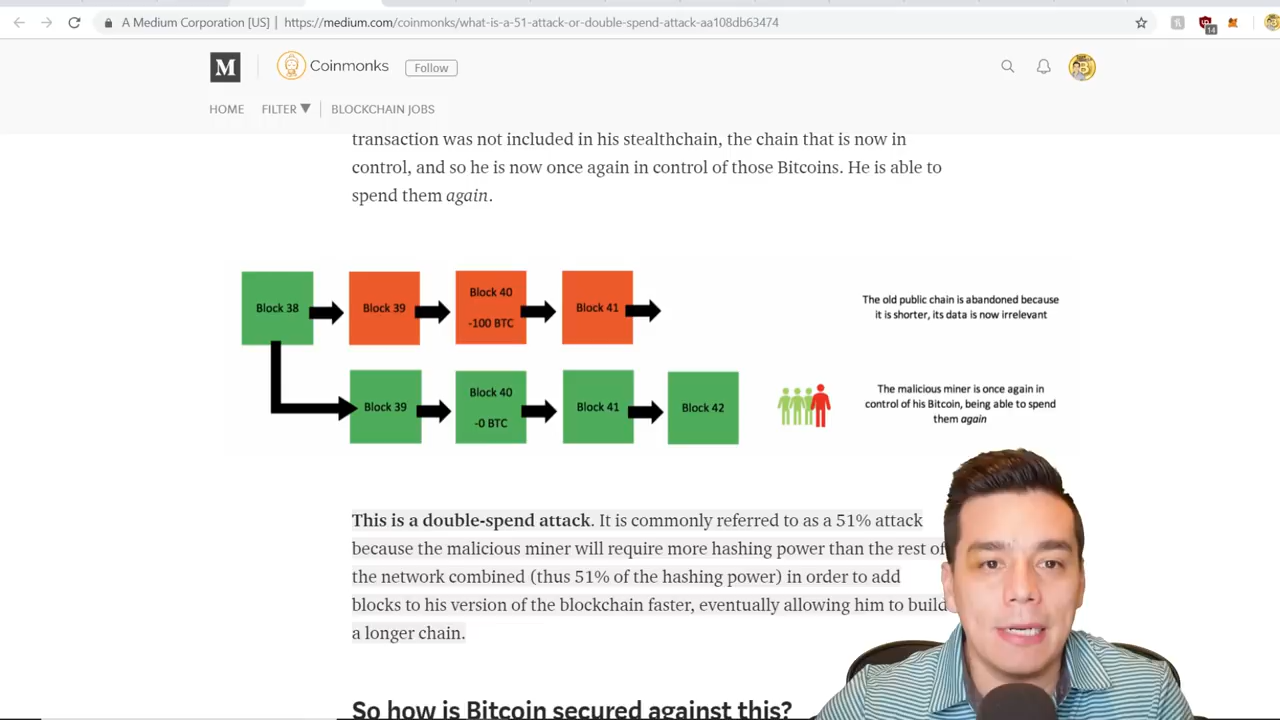 A Medium Corporation [US] | https://medium.com/coinmonks/what-is-a-51-attack-or-double-spend-attack-aa108db63474
14
M
Coinmonks
Follow
HOME
FILTER
BLOCKCHAIN JOBS
transaction was not included in his stealthchain, the chain that is now in
control, and so he is now once again in control of those Bitcoins. He is able to
spend them again.
Block 38
Block 39
Block 40
-100 BTC
Block 41
The old public chain is abandoned because
it is shorter, its data is now irrelevant
Block 39
Block 40
-0 BTC
Block 41
Block 42
The malicious miner is once again in
control of his Bitcoin, being able to spend
them again
This is a double-spend attack. It is commonly referred to as a 51% attack
because the malicious miner will require more hashing power than the rest of
the network combined (thus 51% of the hashing power) in order to add
blocks to his version of the blockchain faster, eventually allowing him to build
a longer chain.
So how is Bitcoin secured against this?